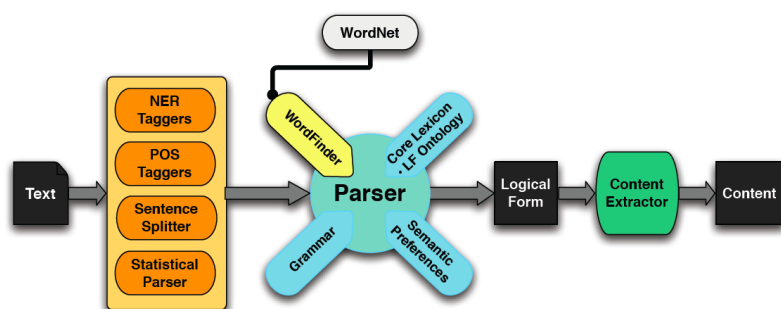 WordNet
NER
Taggers
POS
Taggers
Sentence
Splitter
Statistical
Parser
Text
WordFinder
Core Lexicon
· LF Ontology
Parser
Grammar
Semantic
Preferences
Logical
Form
Content
Extractor
Content